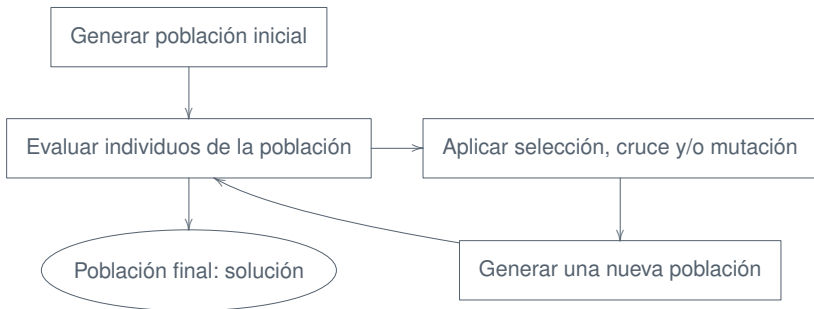 Generar población inicial
Evaluar individuos de la población
Aplicar selección, cruce y/o mutación
Población final: solución
Generar una nueva población